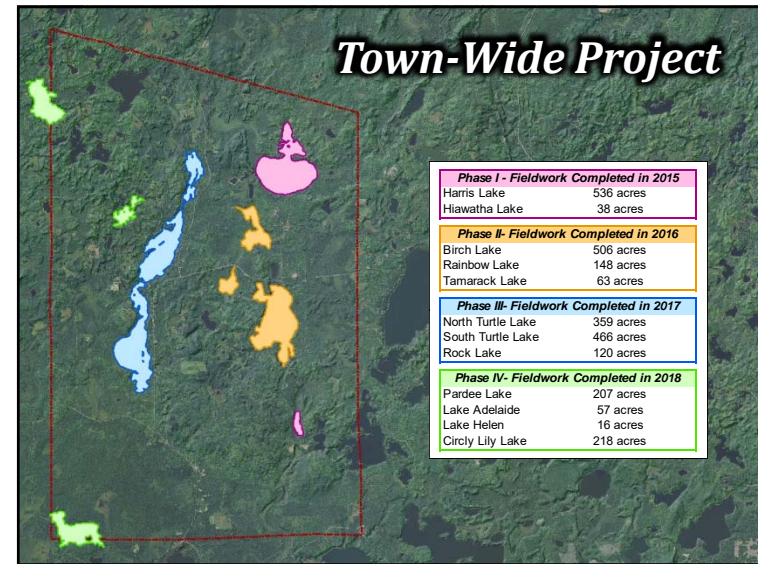 Town-Wide Project
Phase I - Fieldwork Completed in 2015
Harris Lake 536 acres
Hiawatha Lake 38 acres
Phase II- Fieldwork Completed in 2016
Birch Lake 506 acres
Rainbow Lake 148 acres
Tamarack Lake 63 acres
Phase III- Fieldwork Completed in 2017
North Turtle Lake 359 acres
South Turtle Lake 466 acres
Rock Lake 120 acres
Phase IV- Fieldwork Completed in 2018
Pardee Lake 207 acres
Lake Adelaide 57 acres
Lake Helen 16 acres
Circly Lily Lake 218 acres